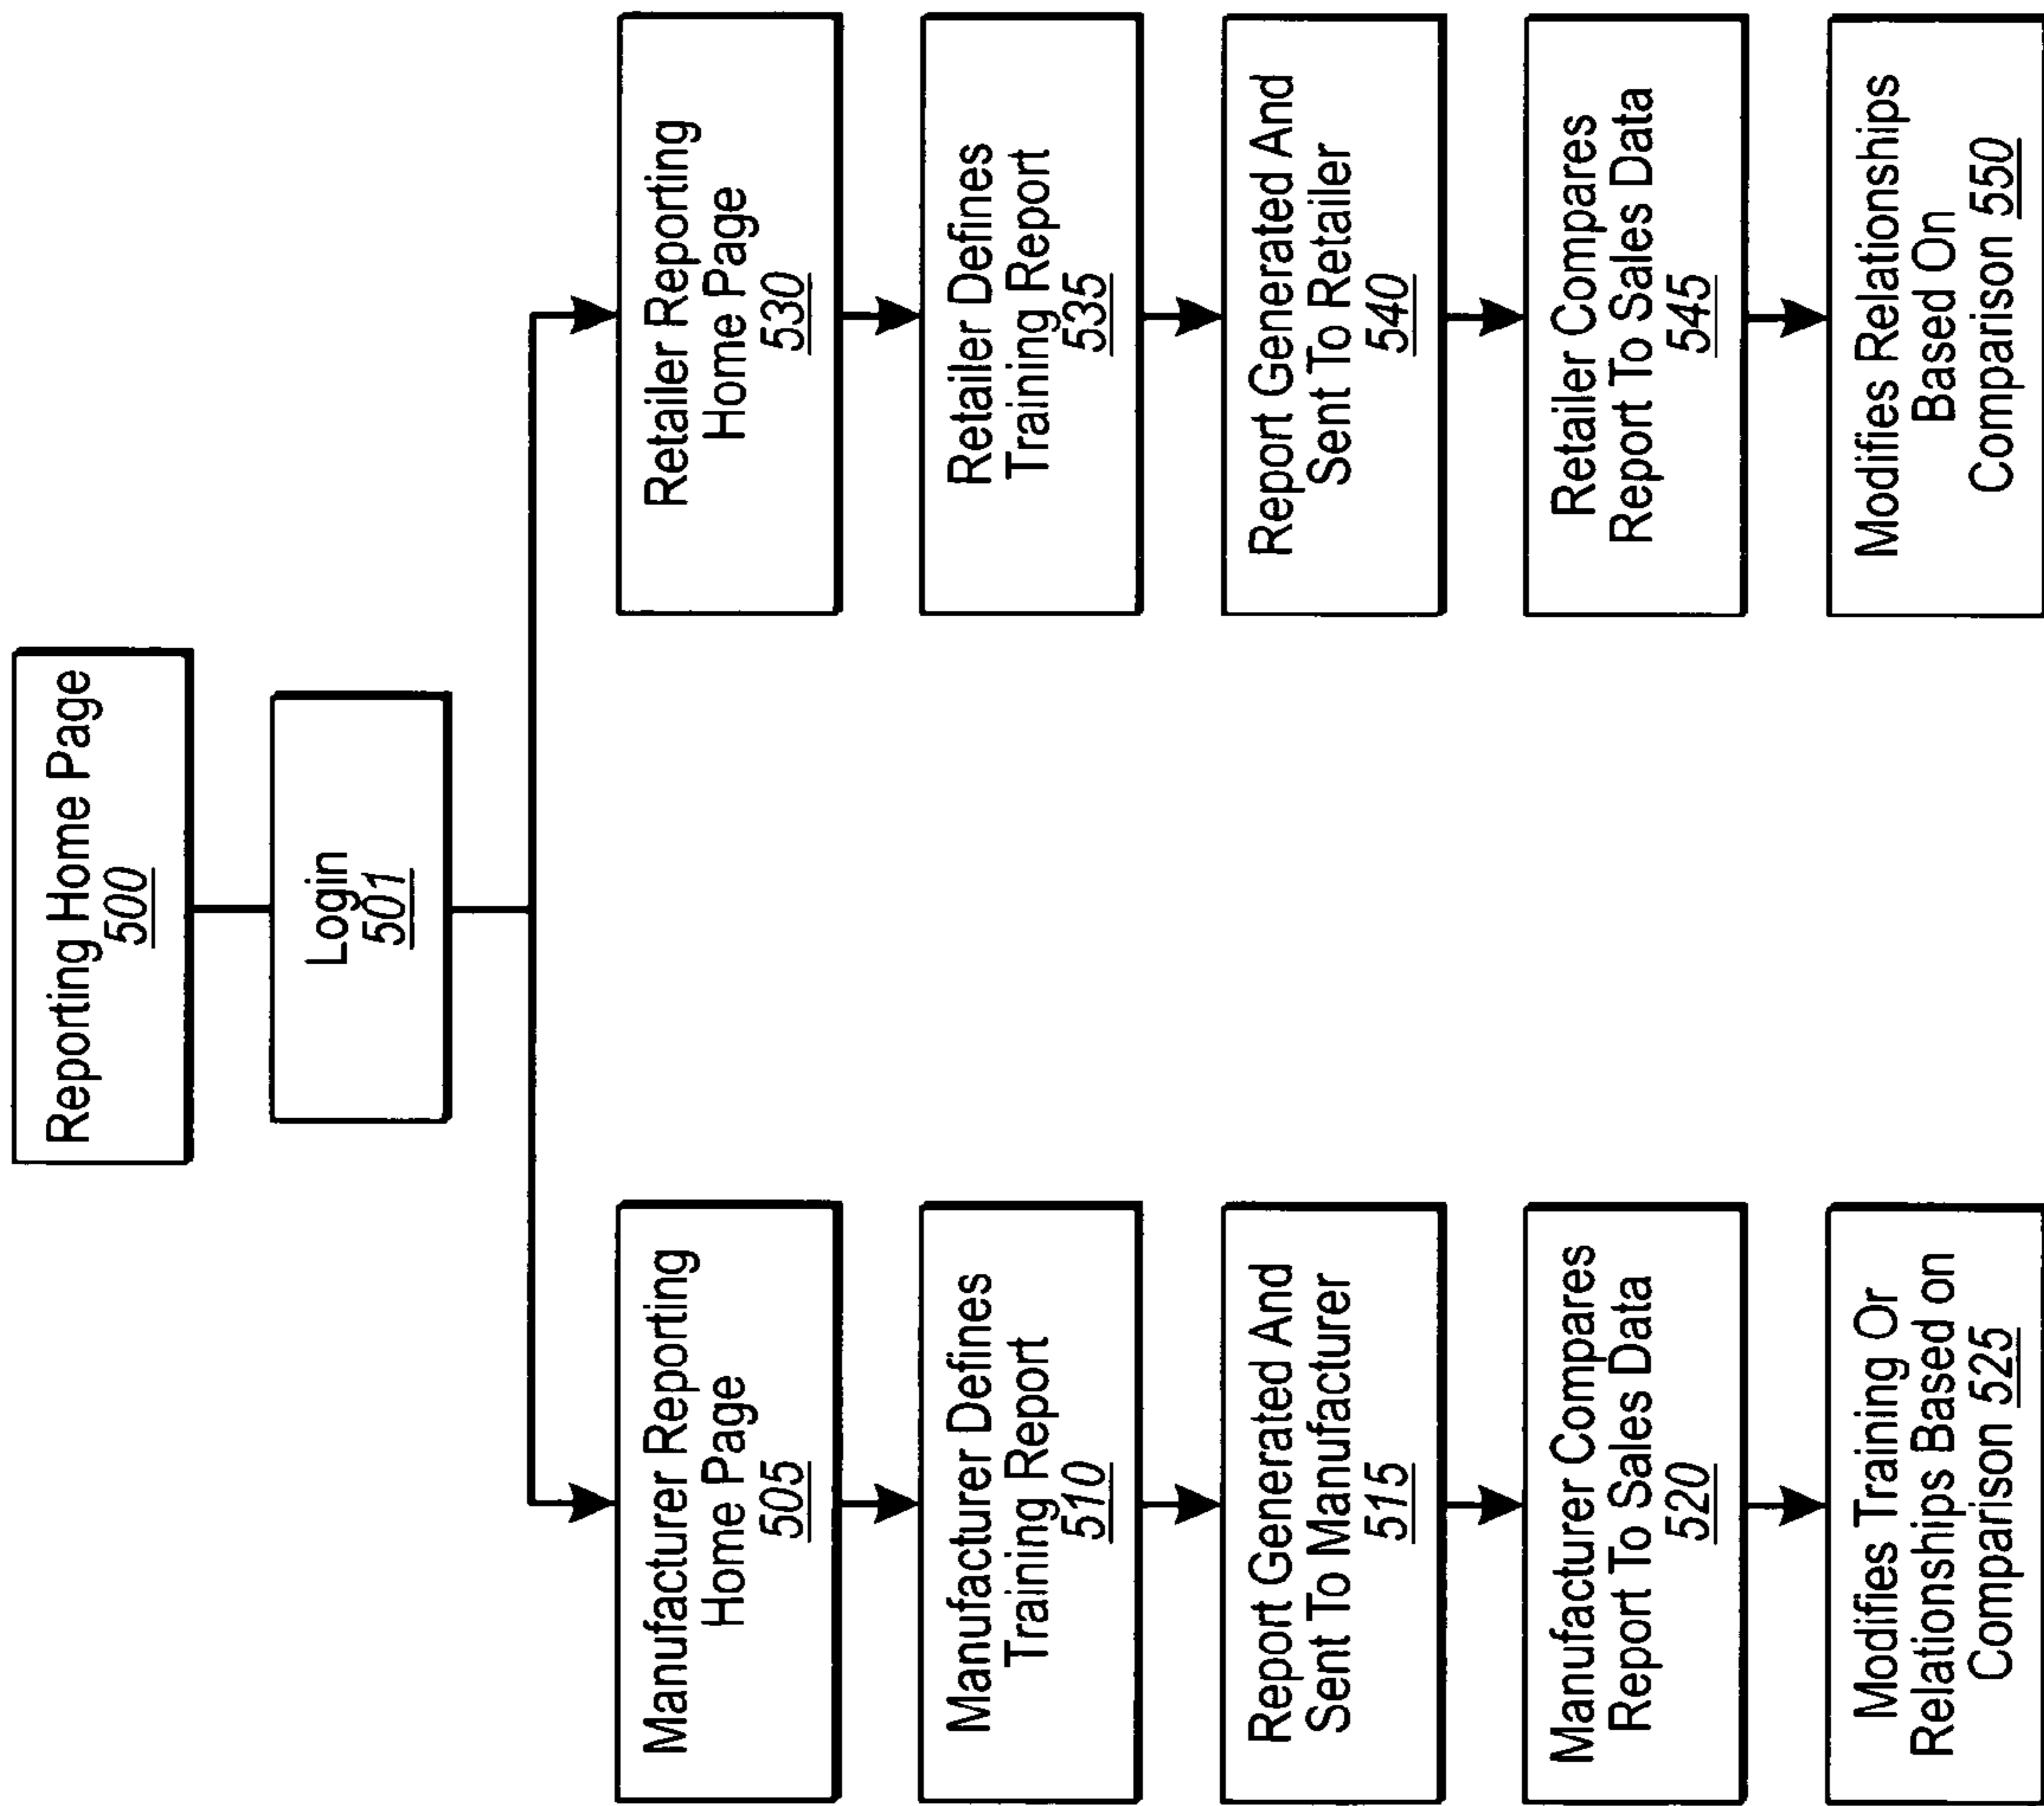 Reporting Home Page
500
Login
501
Manufacturer Reporting
Home Page
505
Manufacturer Defines
Training Report
510
Report Generated And
Sent To Manufacturer
515
Manufacturer Compares
Report To Sales Data
520
Modifies Training Or
Relationships Based on
Comparison 525
Retailer Reporting
Home Page
530
Retailer Defines
Training Report
535
Report Generated And
Sent To Retailer
540
Retailer Compares
Report To Sales Data
545
Modifies Relationships
Based On
Comparison 550